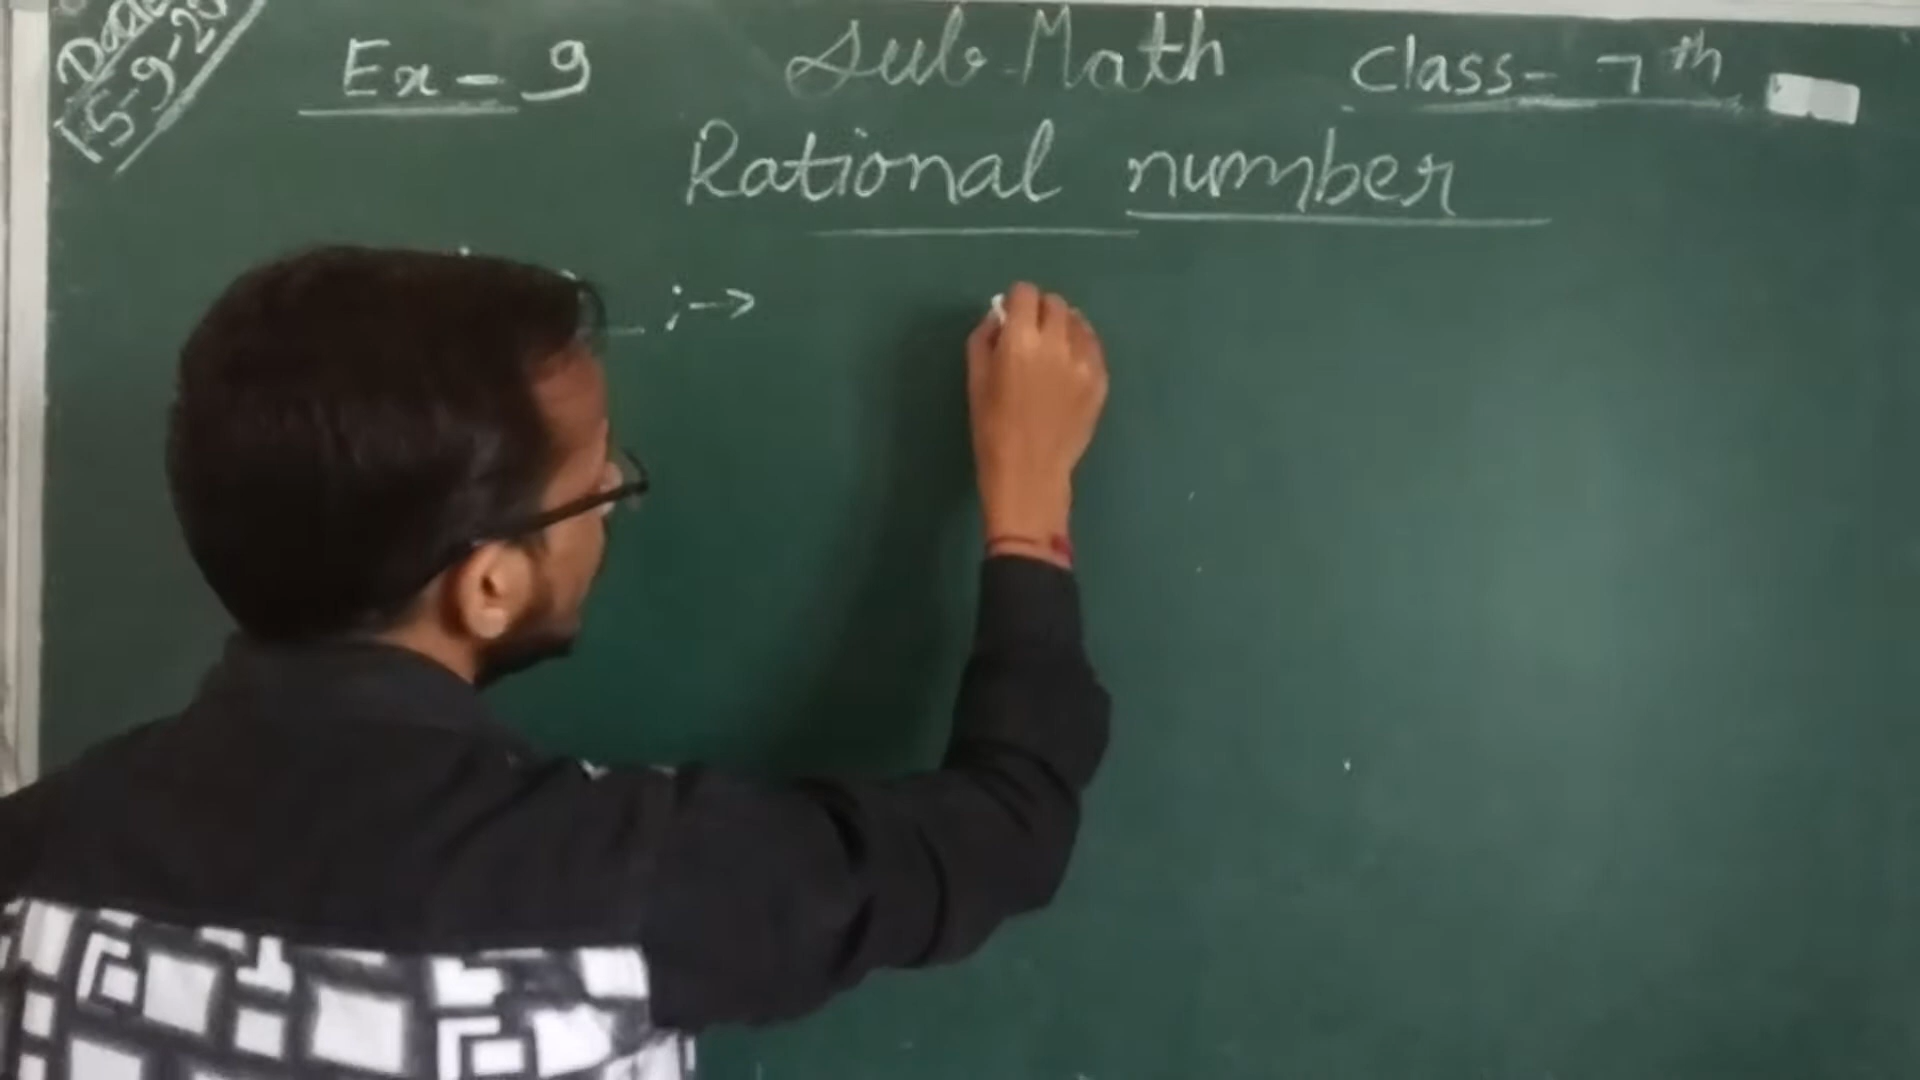 Date
15-9-20
Ex-9 Sub-Math Class-7th
Rational number
;→